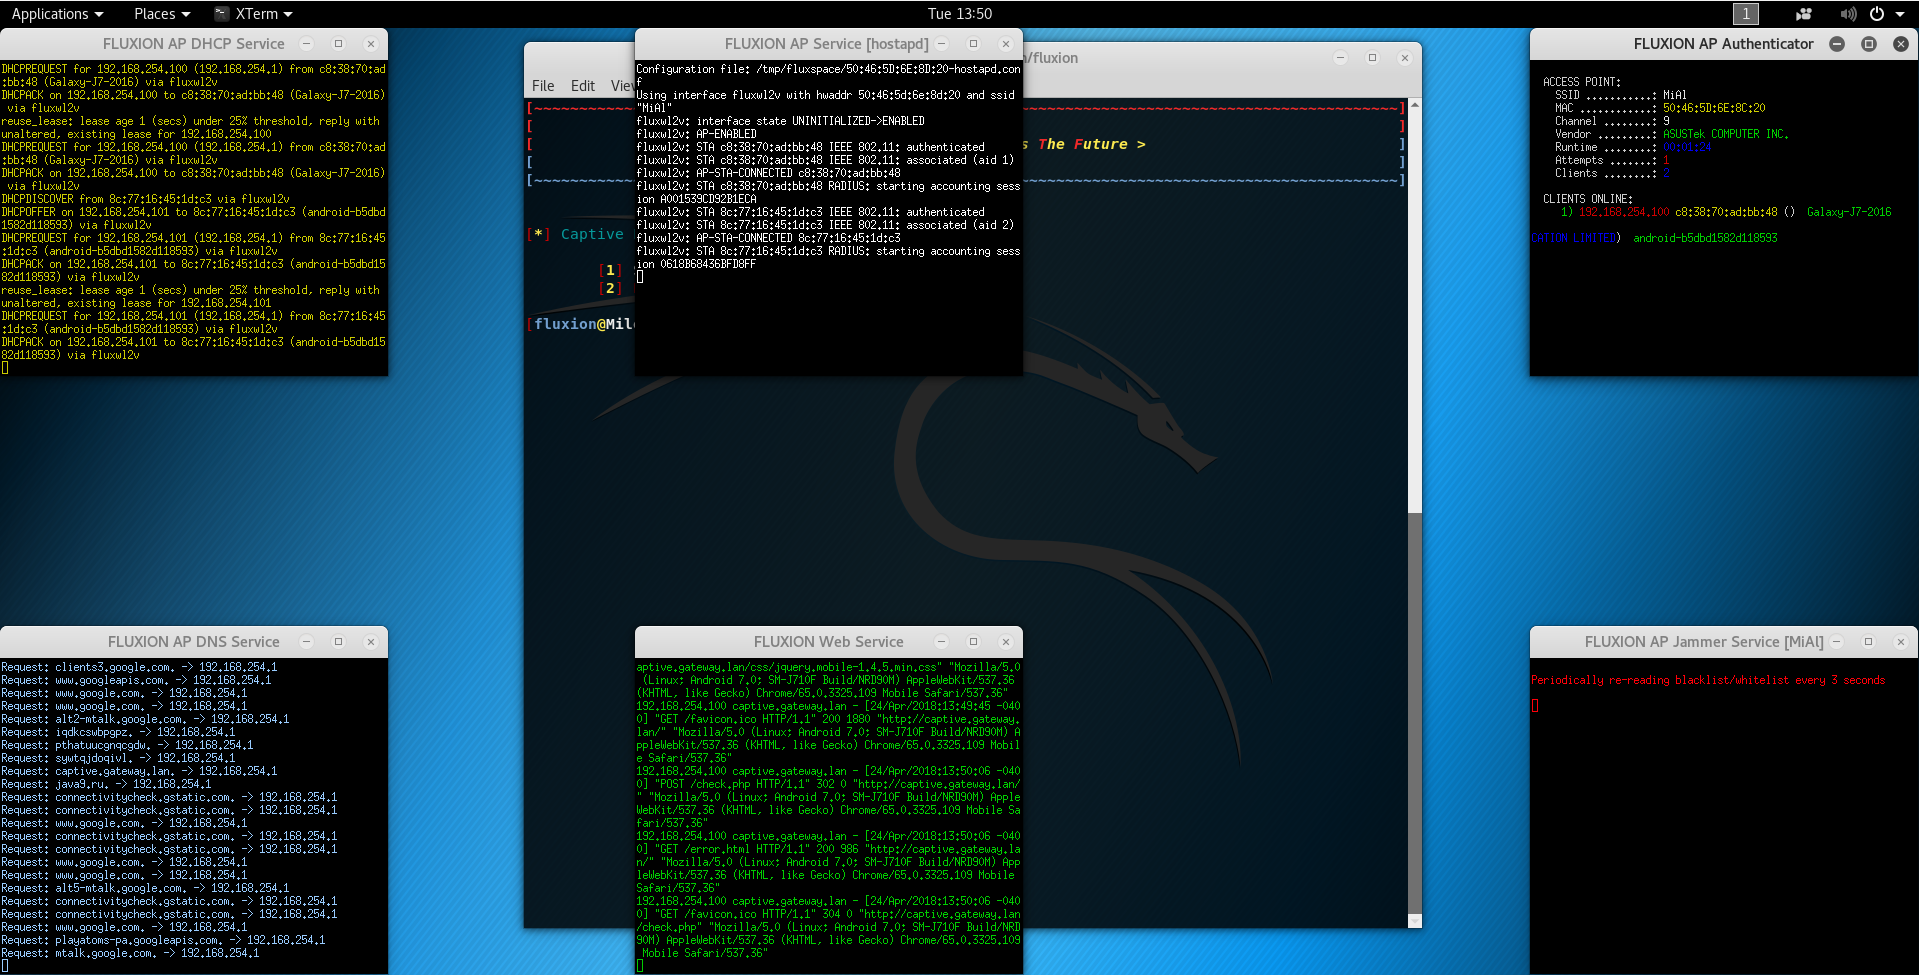 Applications Places XTerm Tue 13:50 1
FLUXION AP DHCP Service
DHCPREQUEST for 192.168.254.100 (192.168.254.1) from c8:38:70:ad
:bb:48 (Galaxy-J7-2016) via fluxwl2v
DHCPACK on 192.168.254.100 to c8:38:70:ad:bb:48 (Galaxy-J7-2016)
via fluxwl2v
reuse_lease: lease age 1 (secs) under 25% threshold, reply with
unaltered, existing lease for 192.168.254.100
DHCPREQUEST for 192.168.254.100 (192.168.254.1) from c8:38:70:ad
:bb:48 (Galaxy-J7-2016) via fluxwl2v
DHCPACK on 192.168.254.100 to c8:38:70:ad:bb:48 (Galaxy-J7-2016)
via fluxwl2v
DHCPDISCOVER from 8c:77:16:45:1d:c3 via fluxwl2v
DHCPOFFER on 192.168.254.101 to 8c:77:16:45:1d:c3 (android-b5dbd
1582d118593) via fluxwl2v
DHCPREQUEST for 192.168.254.101 (192.168.254.1) from 8c:77:16:45
:1d:c3 (android-b5dbd1582d118593) via fluxwl2v
DHCPACK on 192.168.254.101 to 8c:77:16:45:1d:c3 (android-b5dbd15
82d118593) via fluxwl2v
reuse_lease: lease age 1 (secs) under 25% threshold, reply with
unaltered, existing lease for 192.168.254.101
DHCPREQUEST for 192.168.254.101 (192.168.254.1) from 8c:77:16:45
:1d:c3 (android-b5dbd1582d118593) via fluxwl2v
DHCPACK on 192.168.254.101 to 8c:77:16:45:1d:c3 (android-b5dbd15
82d118593) via fluxwl2v
n/fluxion
File Edit View
s The Future >
[*] Captive
[1]
[2]
[fluxion@Mil
FLUXION AP Service [hostapd]
Configuration file: /tmp/fluxspace/50:46:5D:6E:8D:20-hostapd.con
f
Using interface fluxwl2v with hwaddr 50:46:5d:6e:8d:20 and ssid
"MiAl"
fluxwl2v: interface state UNINITIALIZED->ENABLED
fluxwl2v: AP-ENABLED
fluxwl2v: STA c8:38:70:ad:bb:48 IEEE 802.11: authenticated
fluxwl2v: STA c8:38:70:ad:bb:48 IEEE 802.11: associated (aid 1)
fluxwl2v: AP-STA-CONNECTED c8:38:70:ad:bb:48
fluxwl2v: STA c8:38:70:ad:bb:48 RADIUS: starting accounting sess
ion A001539CD92B1ECA
fluxwl2v: STA 8c:77:16:45:1d:c3 IEEE 802.11: authenticated
fluxwl2v: STA 8c:77:16:45:1d:c3 IEEE 802.11: associated (aid 2)
fluxwl2v: AP-STA-CONNECTED 8c:77:16:45:1d:c3
fluxwl2v: STA 8c:77:16:45:1d:c3 RADIUS: starting accounting sess
ion 0618B68436BFD8FF
FLUXION AP Authenticator
ACCESS POINT:
SSID ...........: MiAl
MAC ............: 50:46:5D:6E:8C:20
Channel ........: 9
Vendor .........: ASUSTek COMPUTER INC.
Runtime ........: 00:01:24
Attempts .......: 1
Clients ........: 2
CLIENTS ONLINE:
1) 192.168.254.100 c8:38:70:ad:bb:48 () Galaxy-J7-2016
CATION LIMITED) android-b5dbd1582d118593
FLUXION AP DNS Service
Request: clients3.google.com. -> 192.168.254.1
Request: www.googleapis.com. -> 192.168.254.1
Request: www.google.com. -> 192.168.254.1
Request: www.google.com. -> 192.168.254.1
Request: alt2-mtalk.google.com. -> 192.168.254.1
Request: iqdkcswbpgpz. -> 192.168.254.1
Request: pthatuucgnqcgdw. -> 192.168.254.1
Request: sywtqjdoqivl. -> 192.168.254.1
Request: captive.gateway.lan. -> 192.168.254.1
Request: java9.ru. -> 192.168.254.1
Request: connectivitycheck.gstatic.com. -> 192.168.254.1
Request: connectivitycheck.gstatic.com. -> 192.168.254.1
Request: www.google.com. -> 192.168.254.1
Request: connectivitycheck.gstatic.com. -> 192.168.254.1
Request: connectivitycheck.gstatic.com. -> 192.168.254.1
Request: www.google.com. -> 192.168.254.1
Request: www.google.com. -> 192.168.254.1
Request: alt5-mtalk.google.com. -> 192.168.254.1
Request: connectivitycheck.gstatic.com. -> 192.168.254.1
Request: connectivitycheck.gstatic.com. -> 192.168.254.1
Request: www.google.com. -> 192.168.254.1
Request: playatoms-pa.googleapis.com. -> 192.168.254.1
Request: mtalk.google.com. -> 192.168.254.1
FLUXION Web Service
aptive.gateway.lan/css/jquery.mobile-1.4.5.min.css" "Mozilla/5.0
(Linux; Android 7.0; SM-J710F Build/NRD90M) AppleWebKit/537.36
(KHTML, like Gecko) Chrome/65.0.3325.109 Mobile Safari/537.36"
192.168.254.100 captive.gateway.lan - [24/Apr/2018:13:49:45 -040
0] "GET /favicon.ico HTTP/1.1" 200 1880 "http://captive.gateway.
lan/" "Mozilla/5.0 (Linux; Android 7.0; SM-J710F Build/NRD90M) A
ppleWebKit/537.36 (KHTML, like Gecko) Chrome/65.0.3325.109 Mobil
e Safari/537.36"
192.168.254.100 captive.gateway.lan - [24/Apr/2018:13:50:06 -040
0] "POST /check.php HTTP/1.1" 302 0 "http://captive.gateway.lan/
" "Mozilla/5.0 (Linux; Android 7.0; SM-J710F Build/NRD90M) Apple
WebKit/537.36 (KHTML, like Gecko) Chrome/65.0.3325.109 Mobile Sa
fari/537.36"
192.168.254.100 captive.gateway.lan - [24/Apr/2018:13:50:06 -040
0] "GET /error.html HTTP/1.1" 200 986 "http://captive.gateway.la
n/" "Mozilla/5.0 (Linux; Android 7.0; SM-J710F Build/NRD90M) App
leWebKit/537.36 (KHTML, like Gecko) Chrome/65.0.3325.109 Mobile
Safari/537.36"
192.168.254.100 captive.gateway.lan - [24/Apr/2018:13:50:06 -040
0] "GET /favicon.ico HTTP/1.1" 304 0 "http://captive.gateway.lan
/check.php" "Mozilla/5.0 (Linux; Android 7.0; SM-J710F Build/NRD
90M) AppleWebKit/537.36 (KHTML, like Gecko) Chrome/65.0.3325.109
Mobile Safari/537.36"
FLUXION AP Jammer Service [MiAl]
Periodically re-reading blacklist/whitelist every 3 seconds